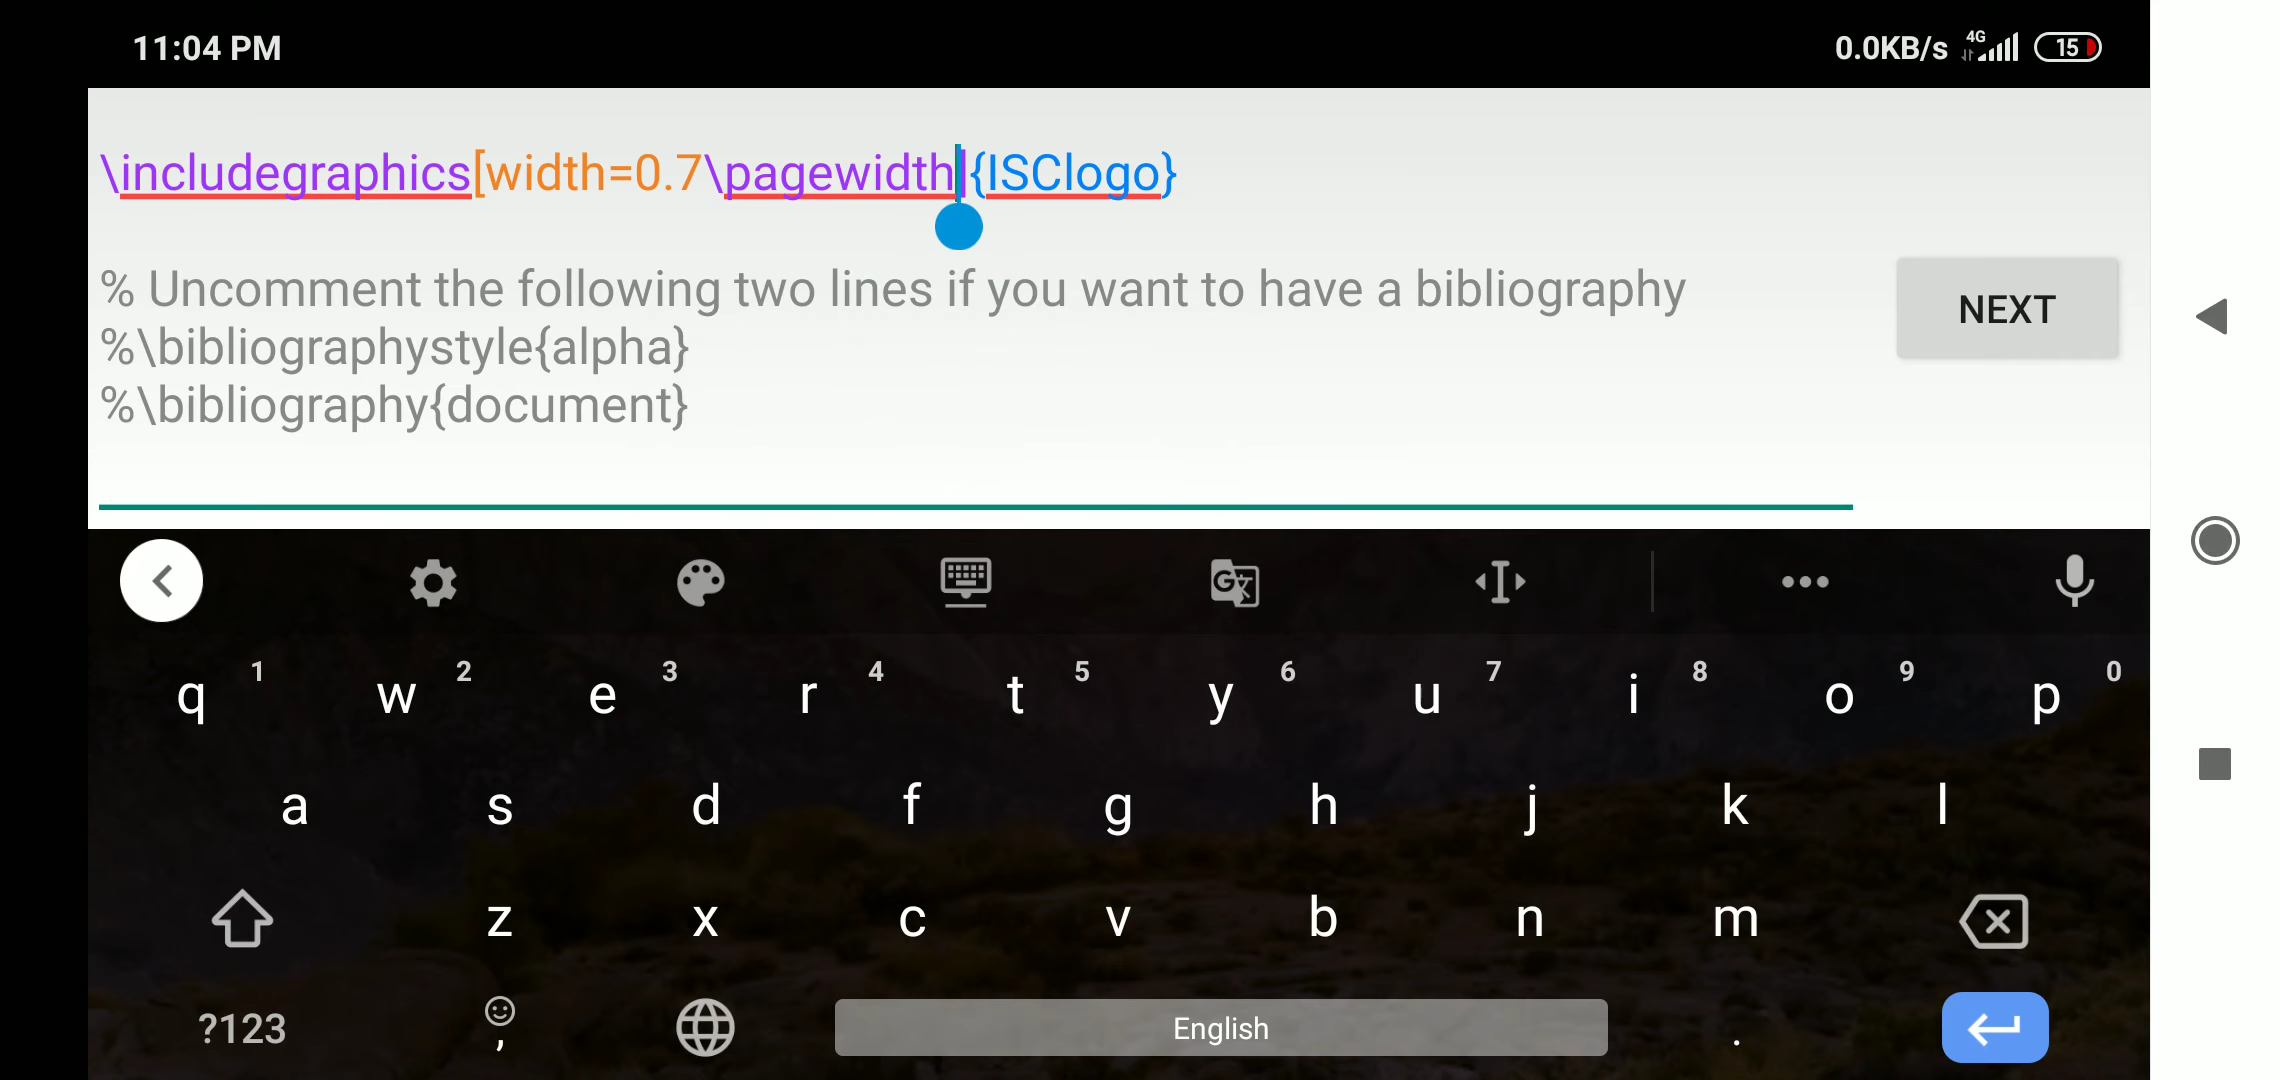 11:04 PM
0.0KB/s 4G 15
\includegraphics[width=0.7\pagewidth]{ISClogo}
% Uncomment the following two lines if you want to have a bibliography
%\bibliographystyle{alpha}
%\bibliography{document}
NEXT
q 1 w 2 e 3 r 4 t 5 y 6 u 7 i 8 o 9 p 0
a s d f g h j k l
z x c v b n m
?123 , English .